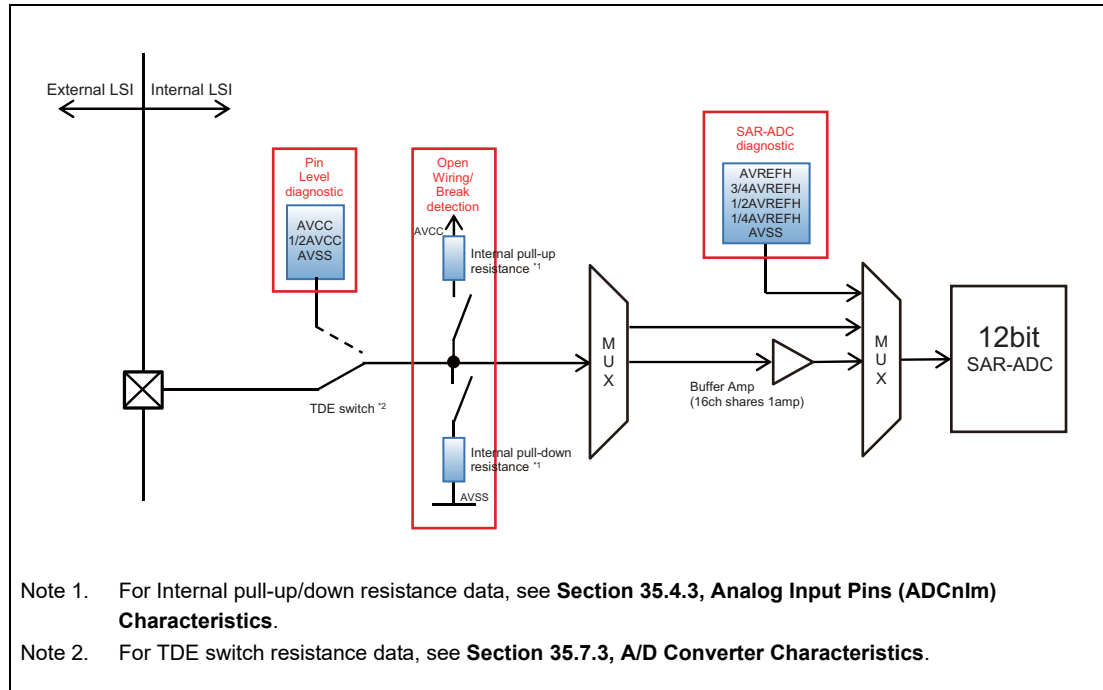 External LSI
Internal LSI
Pin
Level
diagnostic
AVCC
1/2AVCC
AVSS
Open
Wiring/
Break
detection
AVCC
Internal pull-up
resistance *1
Internal pull-down
resistance *1
AVSS
TDE switch *2
MUX
SAR-ADC
diagnostic
AVREFH
3/4AVREFH
1/2AVREFH
1/4AVREFH
AVSS
Buffer Amp
(16ch shares 1amp)
MUX
12bit
SAR-ADC
Note 1. For Internal pull-up/down resistance data, see Section 35.4.3, Analog Input Pins (ADCnIm)
Characteristics.
Note 2. For TDE switch resistance data, see Section 35.7.3, A/D Converter Characteristics.